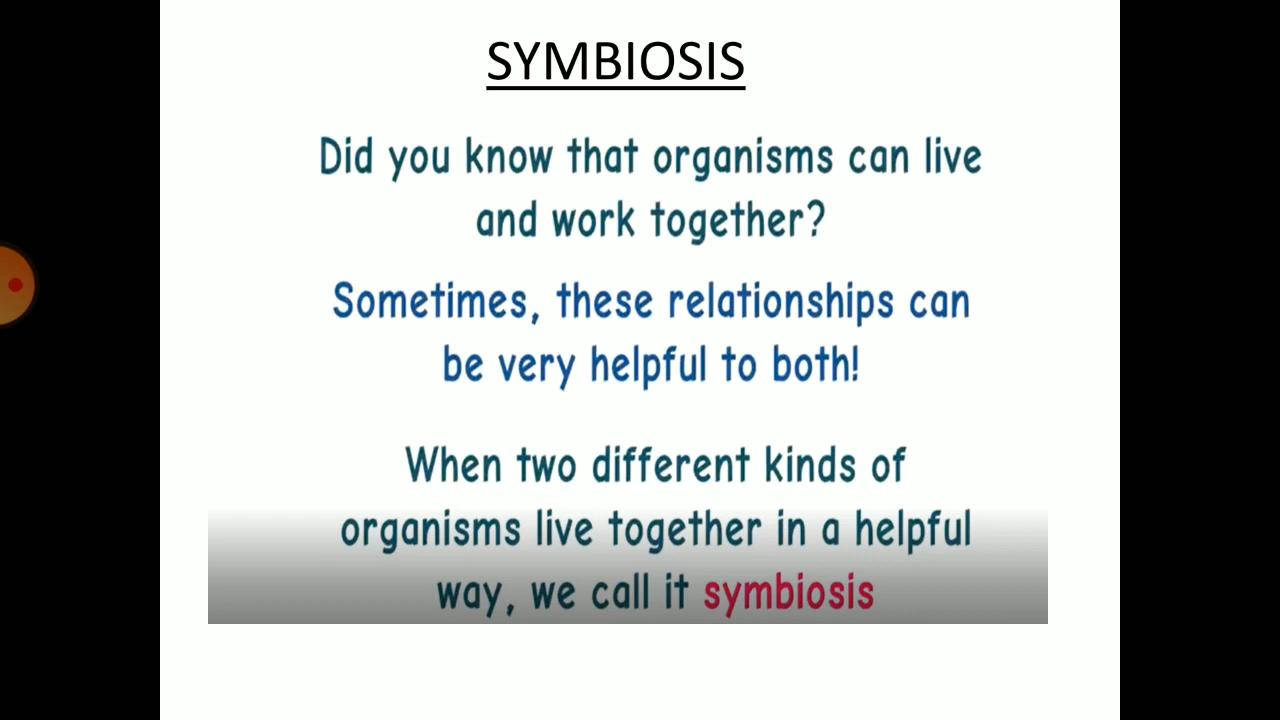 SYMBIOSIS
Did you know that organisms can live
and work together?
Sometimes, these relationships can
be very helpful to both!
When two different kinds of
organisms live together in a helpful
way, we call it symbiosis